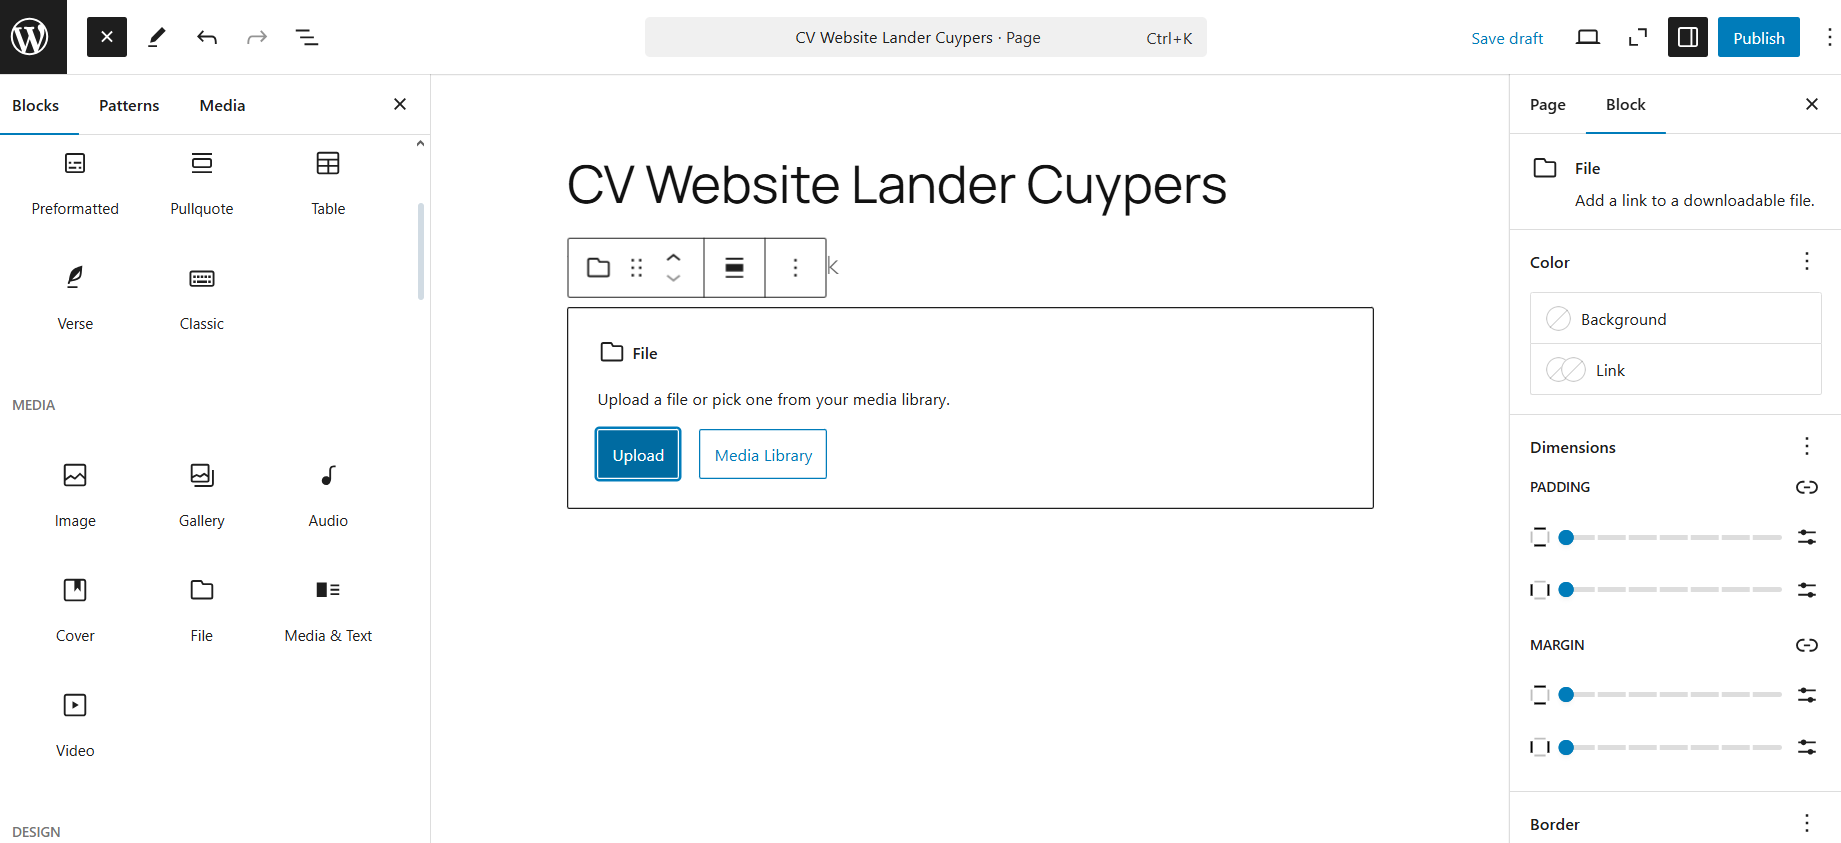 CV Website Lander Cuypers · Page Ctrl+K Save draft Publish
Blocks Patterns Media
Preformatted Pullquote Table
Verse Classic
MEDIA
Image Gallery Audio
Cover File Media & Text
Video
DESIGN
CV Website Lander Cuypers
File
Upload a file or pick one from your media library.
Upload Media Library
Page Block
File
Add a link to a downloadable file.
Color
Background
Link
Dimensions
PADDING
MARGIN
Border